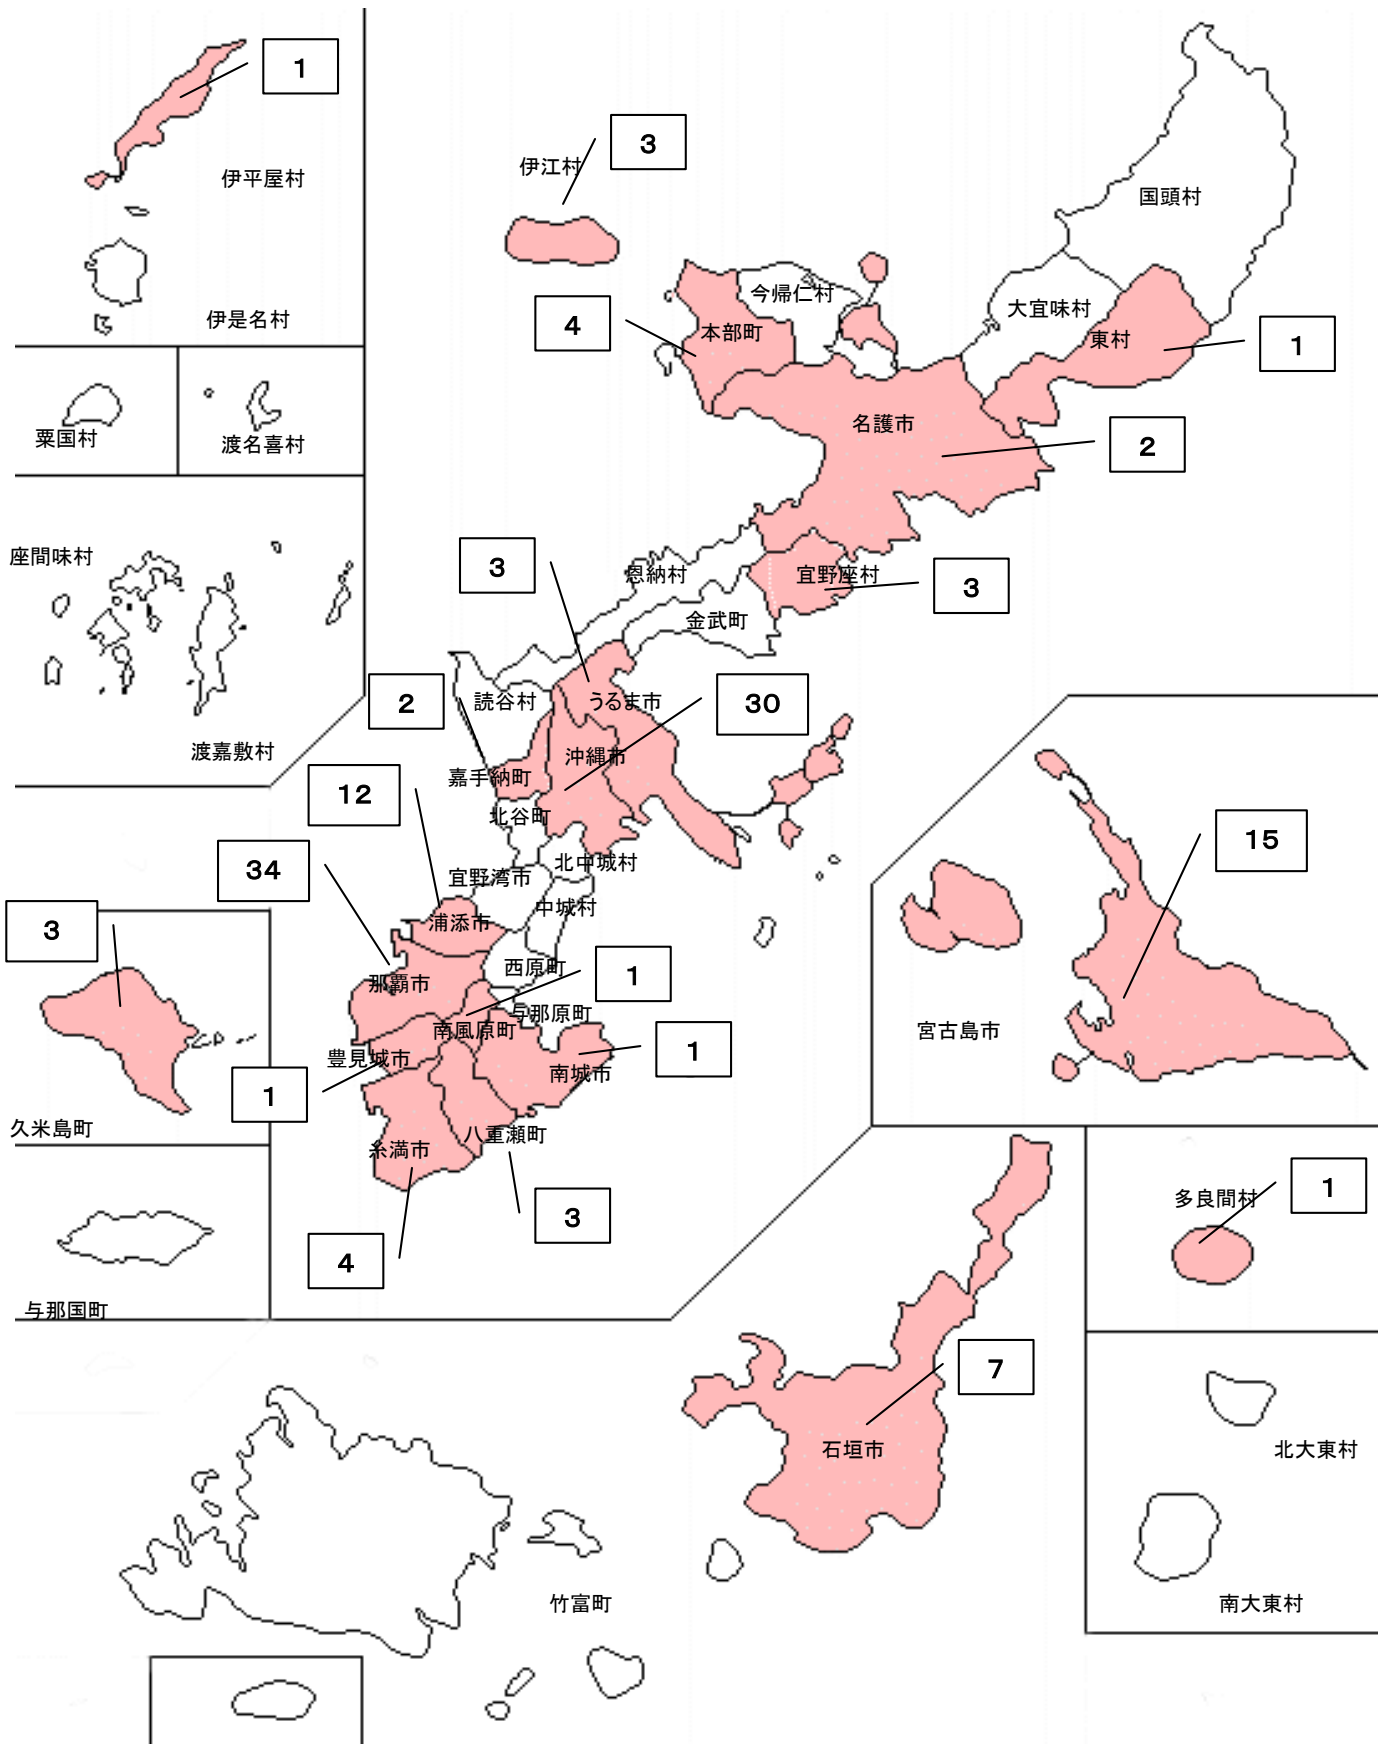 1
伊平屋村
伊是名村
粟国村
渡名喜村
座間味村
渡嘉敷村
3
伊江村
国頭村
今帰仁村
大宜味村
4
本部町
東村
1
名護市
2
3
恩納村
宜野座村
3
金武町
2
読谷村
うるま市
30
沖縄市
嘉手納町
12
北谷町
34
北中城村
宜野湾市
中城村
浦添市
3
西原町
1
那覇市
与那原町
南風原町
豊見城市
1
南城市
1
久米島町
八重瀬町
糸満市
3
4
与那国町
15
宮古島市
多良間村
1
7
石垣市
北大東村
南大東村
竹富町